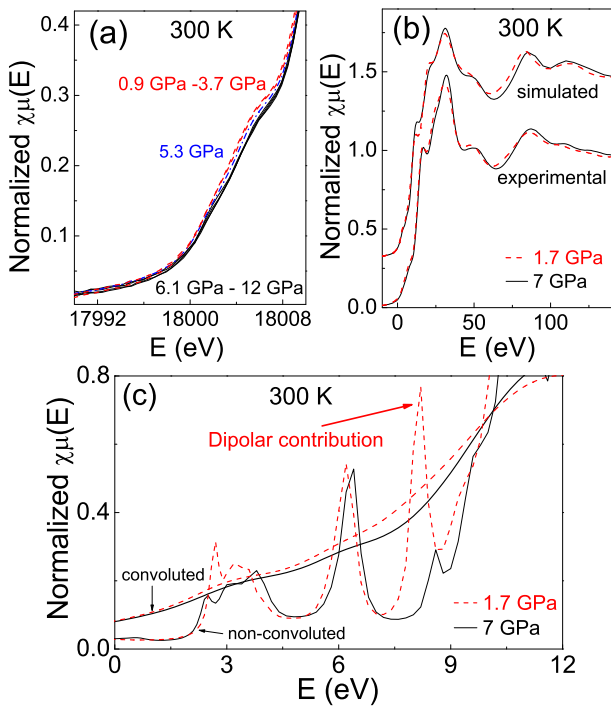 (a) 300 K
0.9 GPa -3.7 GPa
5.3 GPa
6.1 GPa - 12 GPa
Normalized χμ(E)
0.4
0.3
0.2
0.1
17992 18000 18008
E (eV)
(b) 300 K
simulated
experimental
1.7 GPa
7 GPa
Normalized χμ(E)
1.5
1.0
0.5
0.0
0 50 100
E (eV)
(c) 300 K
Dipolar contribution
convoluted
non-convoluted
1.7 GPa
7 GPa
Normalized χμ(E)
0.8
0.4
0.0
0 3 6 9 12
E (eV)